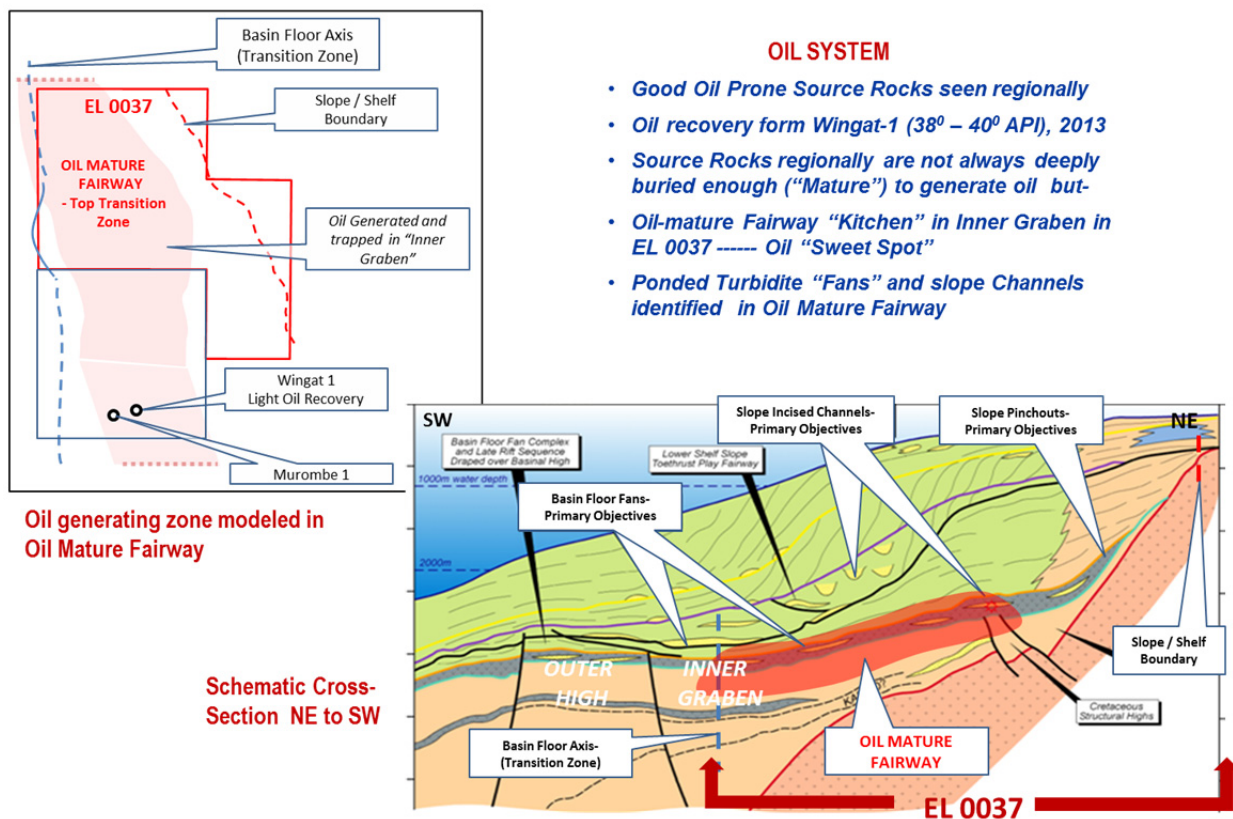 Basin Floor Axis
(Transition Zone)
EL 0037
Slope / Shelf
Boundary
OIL MATURE
FAIRWAY
- Top Transition
Zone
Oil Generated and
trapped in “Inner
Graben”
Wingat 1
Light Oil Recovery
Murombe 1
Oil generating zone modeled in
Oil Mature Fairway
OIL SYSTEM
• Good Oil Prone Source Rocks seen regionally
• Oil recovery form Wingat-1 (38⁰ – 40⁰ API), 2013
• Source Rocks regionally are not always deeply
buried enough (“Mature”) to generate oil but-
• Oil-mature Fairway “Kitchen” in Inner Graben in
EL 0037 ------ Oil “Sweet Spot”
• Ponded Turbidite “Fans” and slope Channels
identified in Oil Mature Fairway
Schematic Cross-
Section NE to SW
SW
NE
Basin Floor Fan Complex
and Late Rift Sequence
Draped over Basinal High
1000m water depth
2000m
Lower Shelf Slope
Toethrust Play Fairway
Slope Incised Channels-
Primary Objectives
Slope Pinchouts-
Primary Objectives
Basin Floor Fans-
Primary Objectives
OUTER
HIGH
INNER
GRABEN
Slope / Shelf
Boundary
Cretaceous
Structural Highs
Basin Floor Axis-
(Transition Zone)
OIL MATURE
FAIRWAY
EL 0037